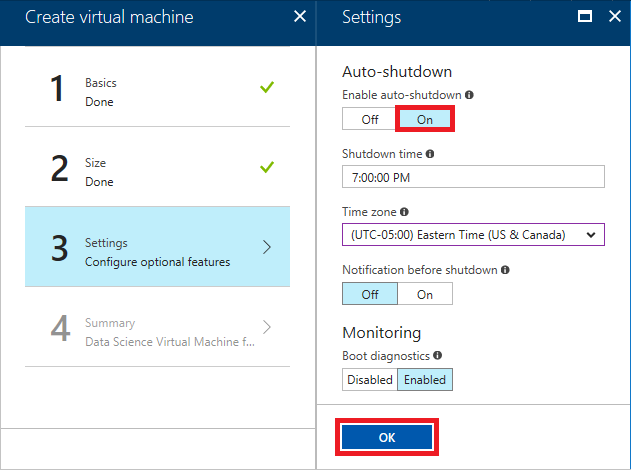 Create virtual machine
1
Basics
Done
2
Size
Done
3
Settings
Configure optional features
4
Summary
Data Science Virtual Machine f...
Settings
Auto-shutdown
Enable auto-shutdown
Off On
Shutdown time
7:00:00 PM
Time zone
(UTC-05:00) Eastern Time (US & Canada)
Notification before shutdown
Off On
Monitoring
Boot diagnostics
Disabled Enabled
OK